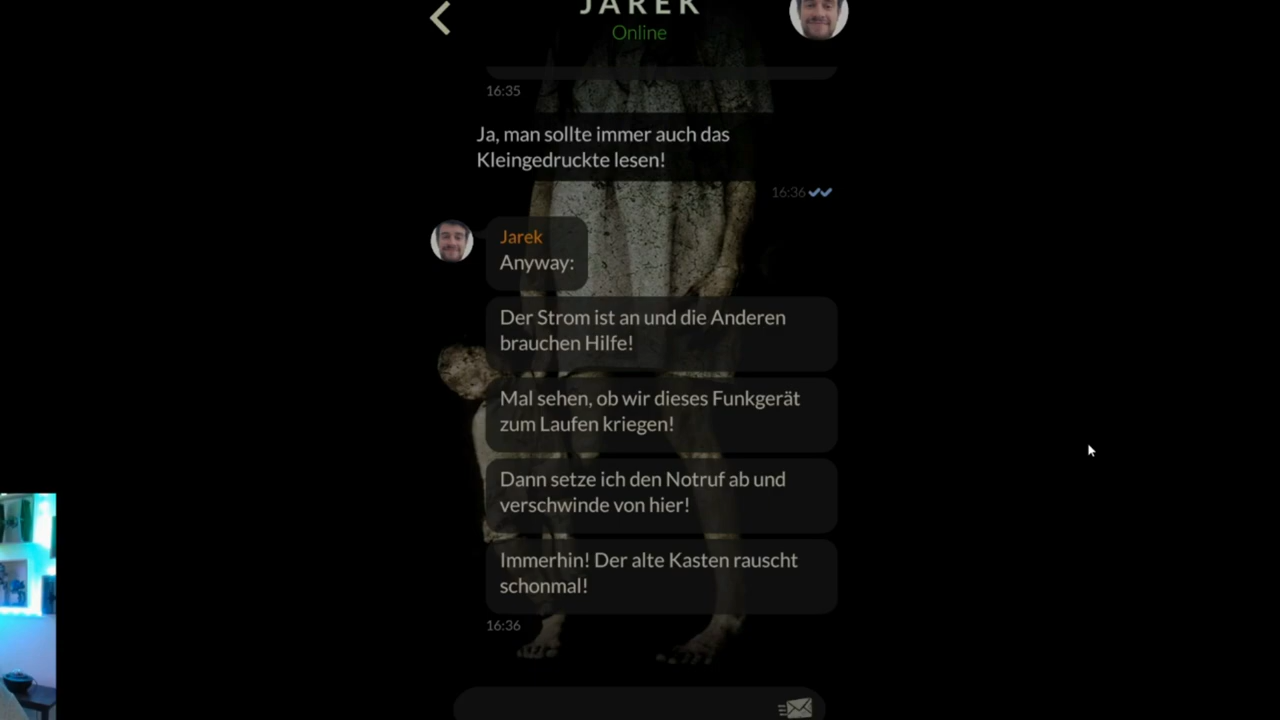 JAREK
Online
16:35
Ja, man sollte immer auch das
Kleingedruckte lesen!
16:36
Jarek
Anyway:
Der Strom ist an und die Anderen
brauchen Hilfe!
Mal sehen, ob wir dieses Funkgerät
zum Laufen kriegen!
Dann setze ich den Notruf ab und
verschwinde von hier!
Immerhin! Der alte Kasten rauscht
schonmal!
16:36